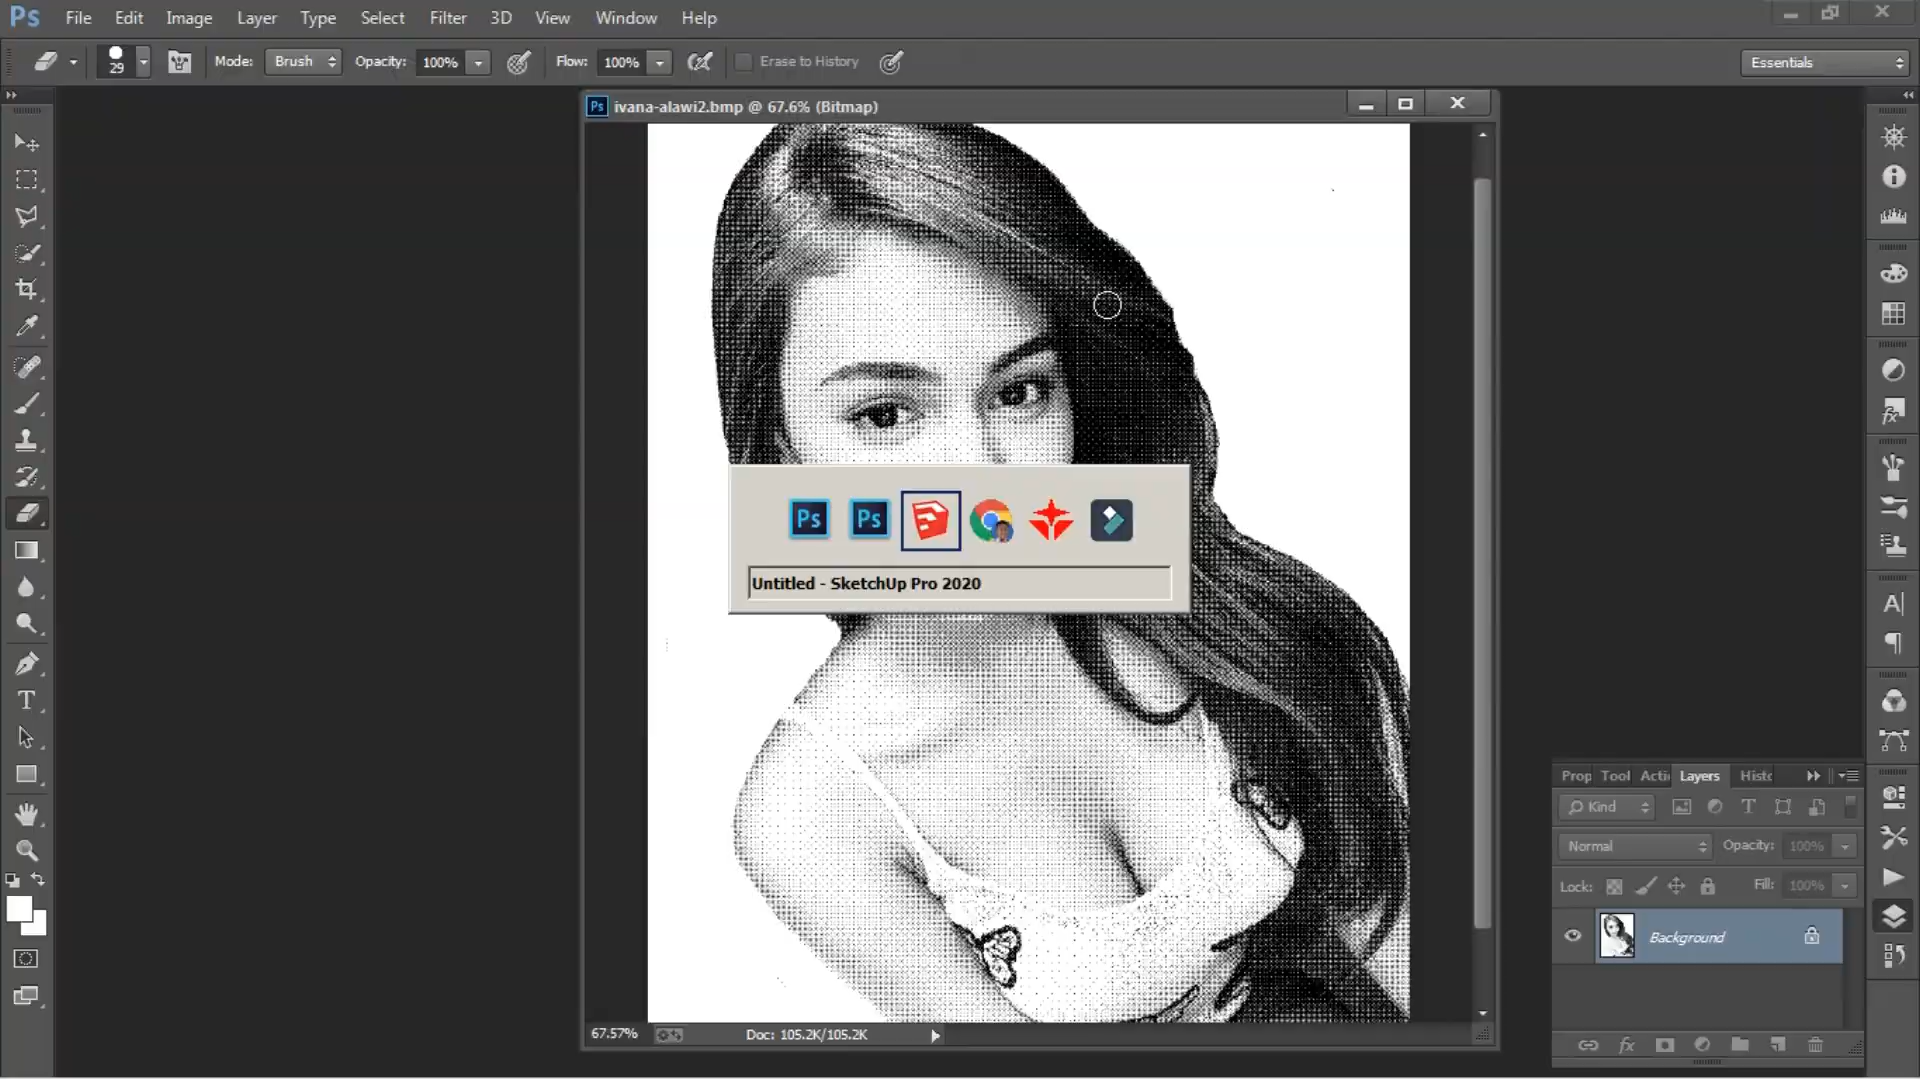 Ps File Edit Image Layer Type Select Filter 3D View Window Help
29 Mode: Brush Opacity: 100% Flow: 100% Erase to History Essentials
Ps ivana-alawi2.bmp @ 67.6% (Bitmap)
Ps Ps
Untitled - SketchUp Pro 2020
T
A
Prop Tool Acti Layers Histo
Kind T
Normal Opacity: 100%
Lock: Fill: 100%
Background
67.57% Doc: 105.2K/105.2K
fx